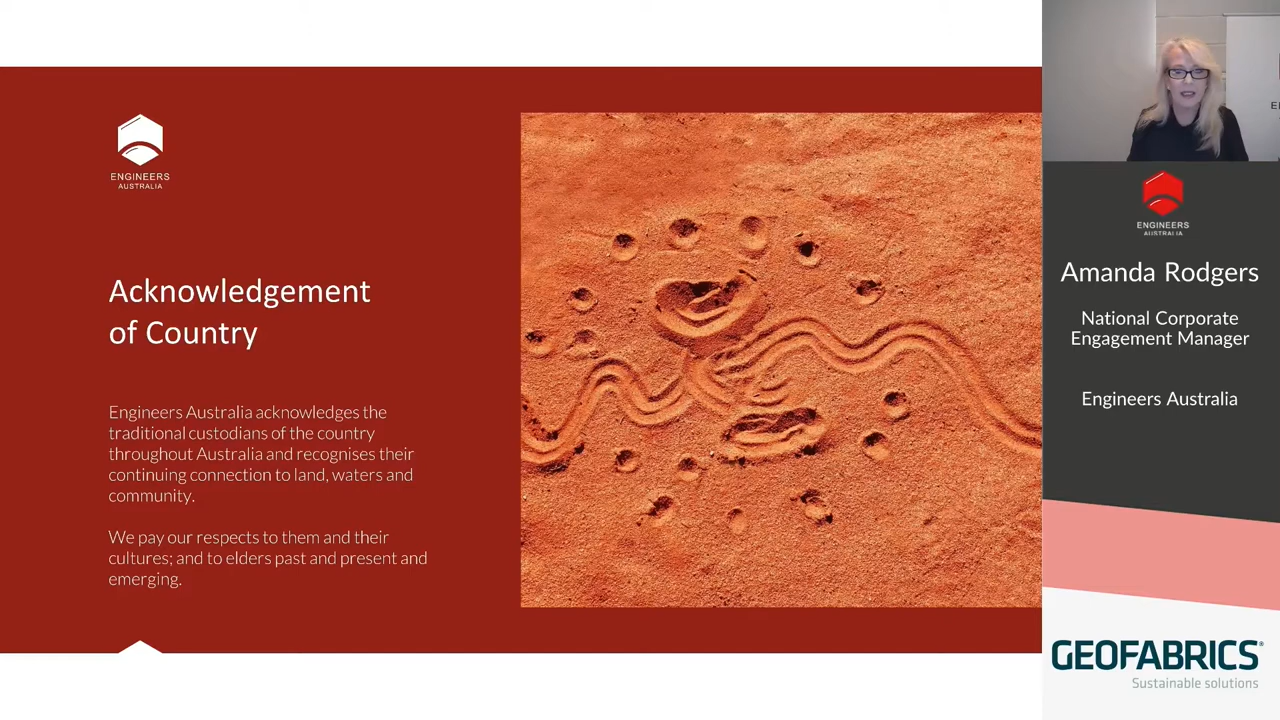 ENGINEERS
AUSTRALIA
Acknowledgement
of Country
Engineers Australia acknowledges the
traditional custodians of the country
throughout Australia and recognises their
continuing connection to land, waters and
community.
We pay our respects to them and their
cultures; and to elders past and present and
emerging.
ENGINEERS
AUSTRALIA
Amanda Rodgers
National Corporate
Engagement Manager
Engineers Australia
GEOFABRICS®
Sustainable solutions